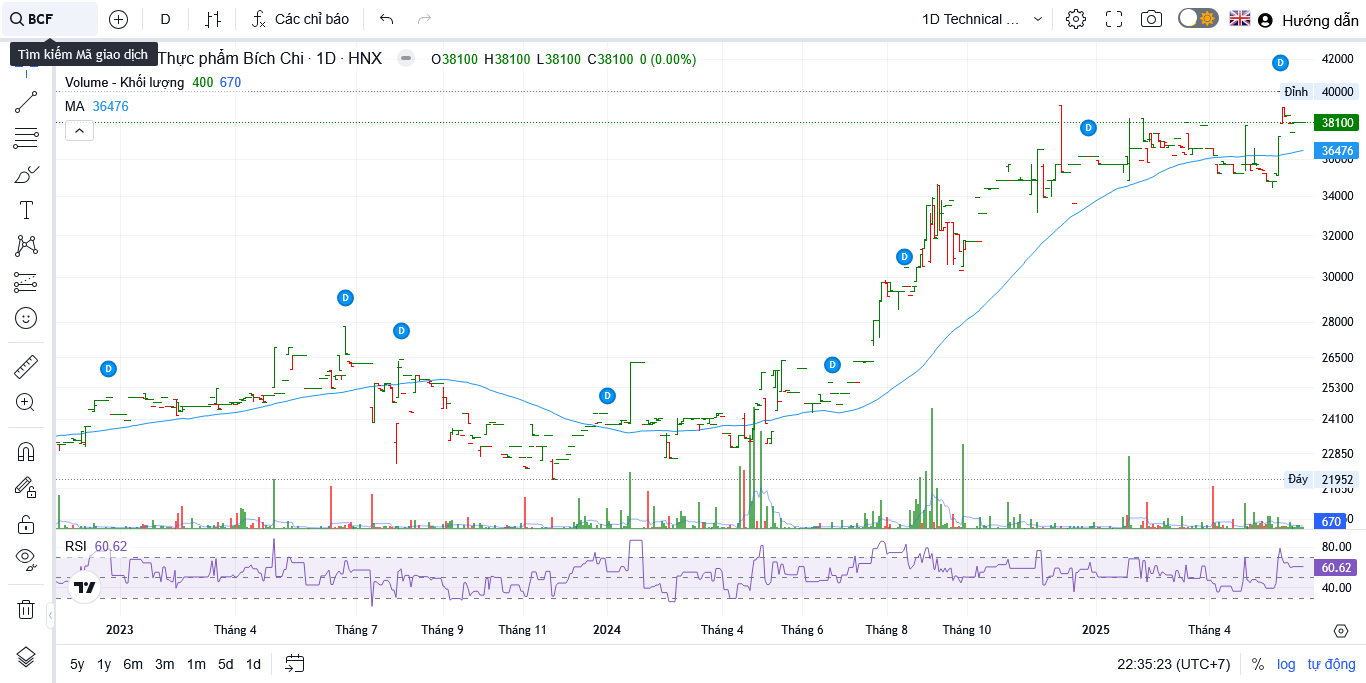 BCF
D
Các chỉ báo
1D Technical ...
Hướng dẫn
Tìm kiếm Mã giao dịch
Thực phẩm Bích Chi · 1D · HNX O38100 H38100 L38100 C38100 0 (0.00%)
Volume - Khối lượng 400 670
MA 36476
42000
Đỉnh 40000
38100
36476
36000
34000
32000
30000
28000
26500
25300
24100
22850
Đáy 21952
21650
670
D
D
D
D
D
D
D
D
RSI 60.62
80.00
60.62
40.00
2023 Tháng 4 Tháng 7 Tháng 9 Tháng 11 2024 Tháng 4 Tháng 6 Tháng 8 Tháng 10 2025 Tháng 4
5y 1y 6m 3m 1m 5d 1d
22:35:23 (UTC+7) % log tự động